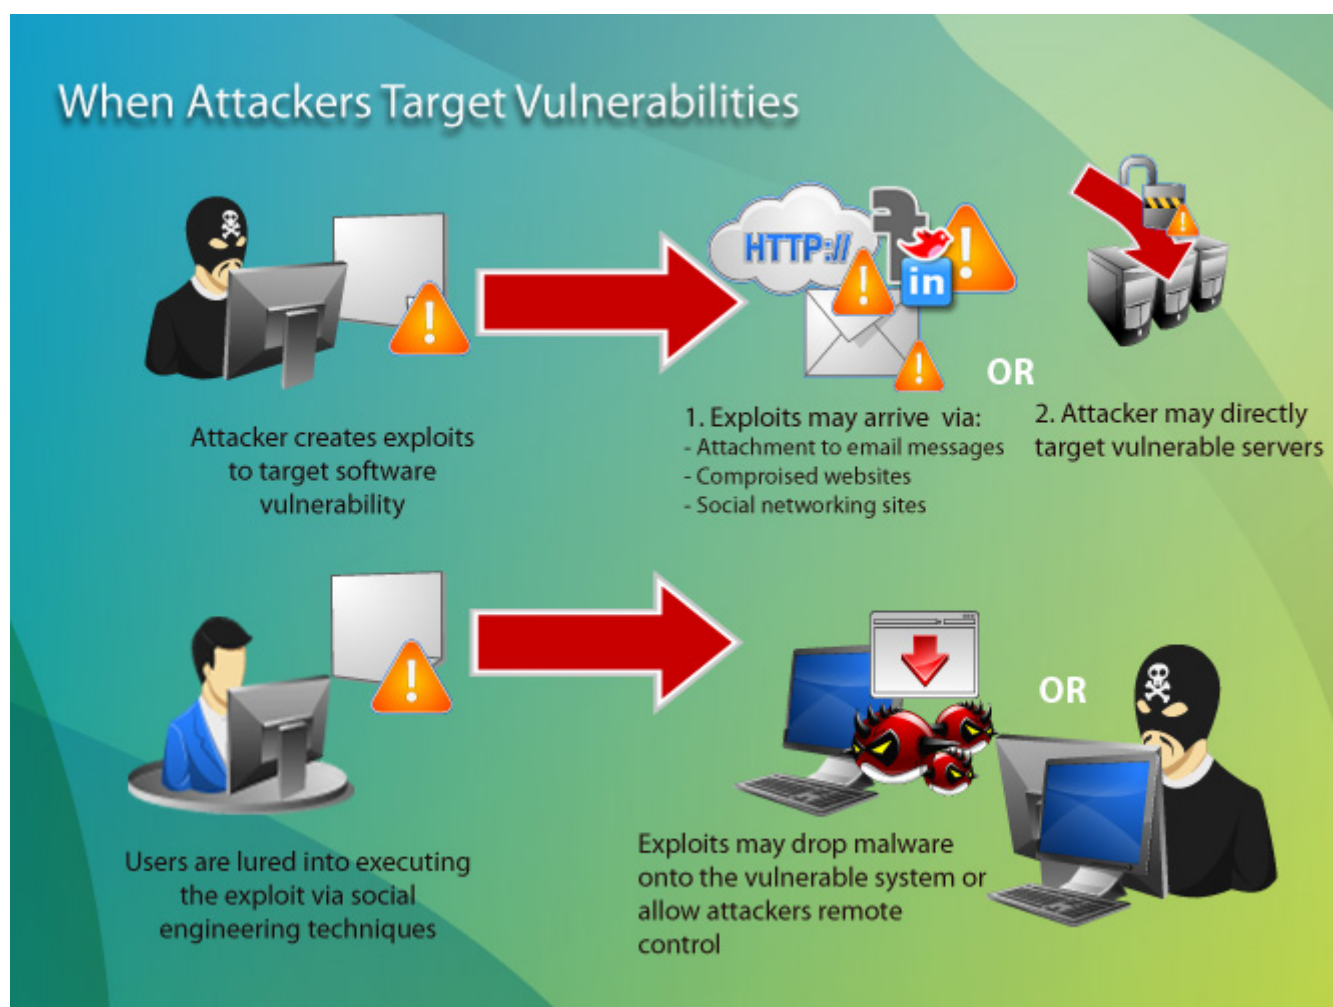 When Attackers Target Vulnerabilities
HTTP://
in
OR
Attacker creates exploits
to target software
vulnerability
1. Exploits may arrive  via:
- Attachment to email messages
- Comproised websites
- Social networking sites
2. Attacker may directly
target vulnerable servers
OR
Users are lured into executing
the exploit via social
engineering techniques
Exploits may drop malware
onto the vulnerable system or
allow attackers remote
control